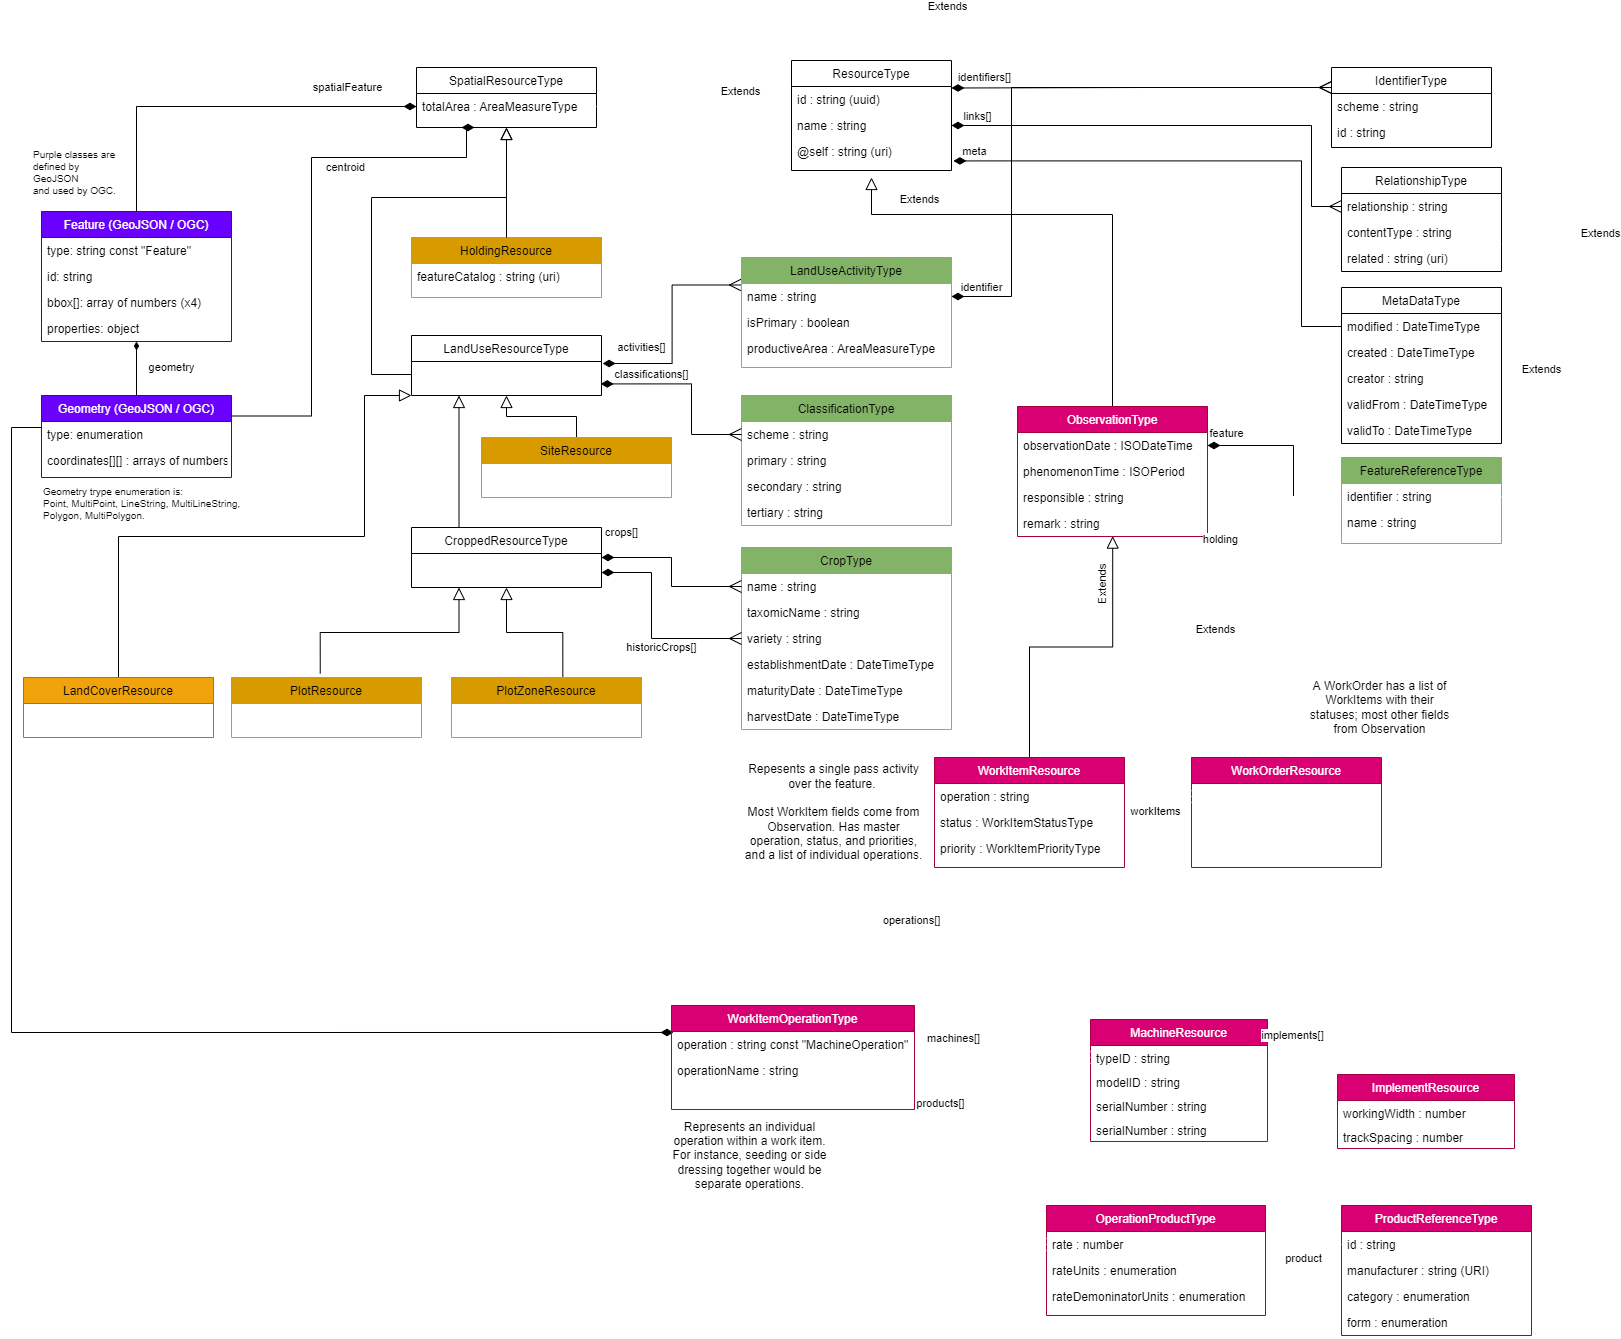 Extends
SpatialResourceType
totalArea : AreaMeasureType
spatialFeature
centroid
Purple classes are
defined by
GeoJSON
and used by OGC.
Feature (GeoJSON / OGC)
type: string const "Feature"
id: string
bbox[]: array of numbers (x4)
properties: object
geometry
Geometry (GeoJSON / OGC)
type: enumeration
coordinates[][] : arrays of numbers
Geometry trype enumeration is:
Point, MultiPoint, LineString, MultiLineString,
Polygon, MultiPolygon.
HoldingResource
featureCatalog : string (uri)
LandUseResourceType
activities[]
classifications[]
SiteResource
CroppedResourceType
crops[]
historicCrops[]
LandCoverResource
PlotResource
PlotZoneResource
Extends
ResourceType
id : string (uuid)
name : string
@self : string (uri)
identifiers[]
links[]
meta
Extends
IdentifierType
scheme : string
id : string
RelationshipType
relationship : string
contentType : string
related : string (uri)
Extends
MetaDataType
modified : DateTimeType
created : DateTimeType
creator : string
validFrom : DateTimeType
validTo : DateTimeType
Extends
LandUseActivityType
name : string
isPrimary : boolean
productiveArea : AreaMeasureType
identifier
ClassificationType
scheme : string
primary : string
secondary : string
tertiary : string
CropType
name : string
taxomicName : string
variety : string
establishmentDate : DateTimeType
maturityDate : DateTimeType
harvestDate : DateTimeType
ObservationType
observationDate : ISODateTime
phenomenonTime : ISOPeriod
responsible : string
remark : string
feature
holding
FeatureReferenceType
identifier : string
name : string
Extends
Extends
A WorkOrder has a list of
WorkItems with their
statuses; most other fields
from Observation
Repesents a single pass activity
over the feature.
Most WorkItem fields come from
Observation. Has master
operation, status, and priorities,
and a list of individual operations.
WorkItemResource
operation : string
status : WorkItemStatusType
priority : WorkItemPriorityType
workItems
WorkOrderResource
operations[]
WorkItemOperationType
operation : string const "MachineOperation"
operationName : string
machines[]
products[]
Represents an individual
operation within a work item.
For instance, seeding or side
dressing together would be
separate operations.
MachineResource
typeID : string
modelID : string
serialNumber : string
serialNumber : string
implements[]
ImplementResource
workingWidth : number
trackSpacing : number
OperationProductType
rate : number
rateUnits : enumeration
rateDemoninatorUnits : enumeration
product
ProductReferenceType
id : string
manufacturer : string (URI)
category : enumeration
form : enumeration